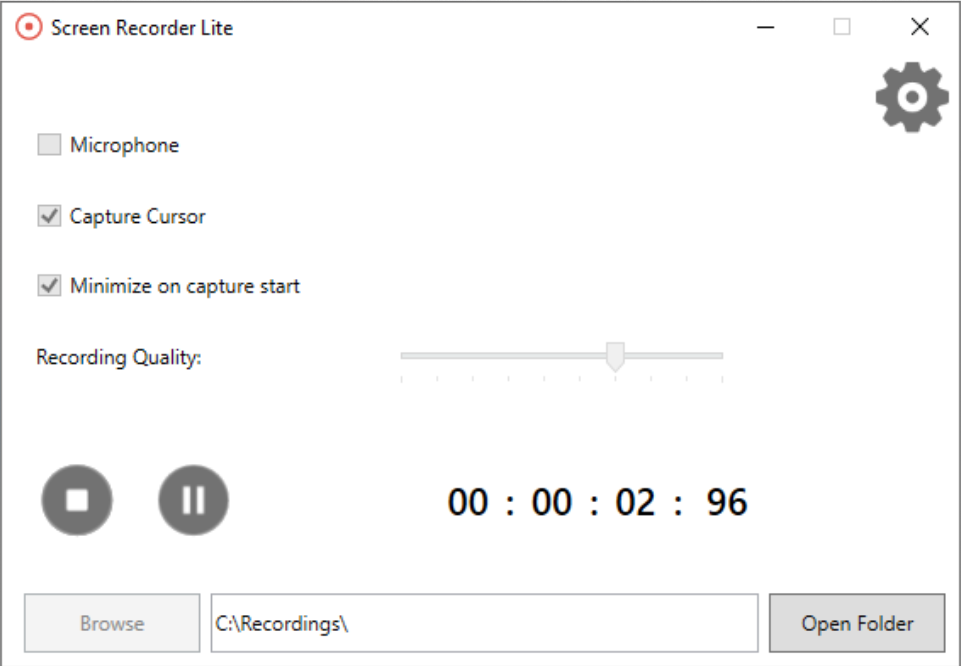 Screen Recorder Lite
Microphone
Capture Cursor
Minimize on capture start
Recording Quality:
00 : 00 : 02 : 96
Browse C:\Recordings\ Open Folder